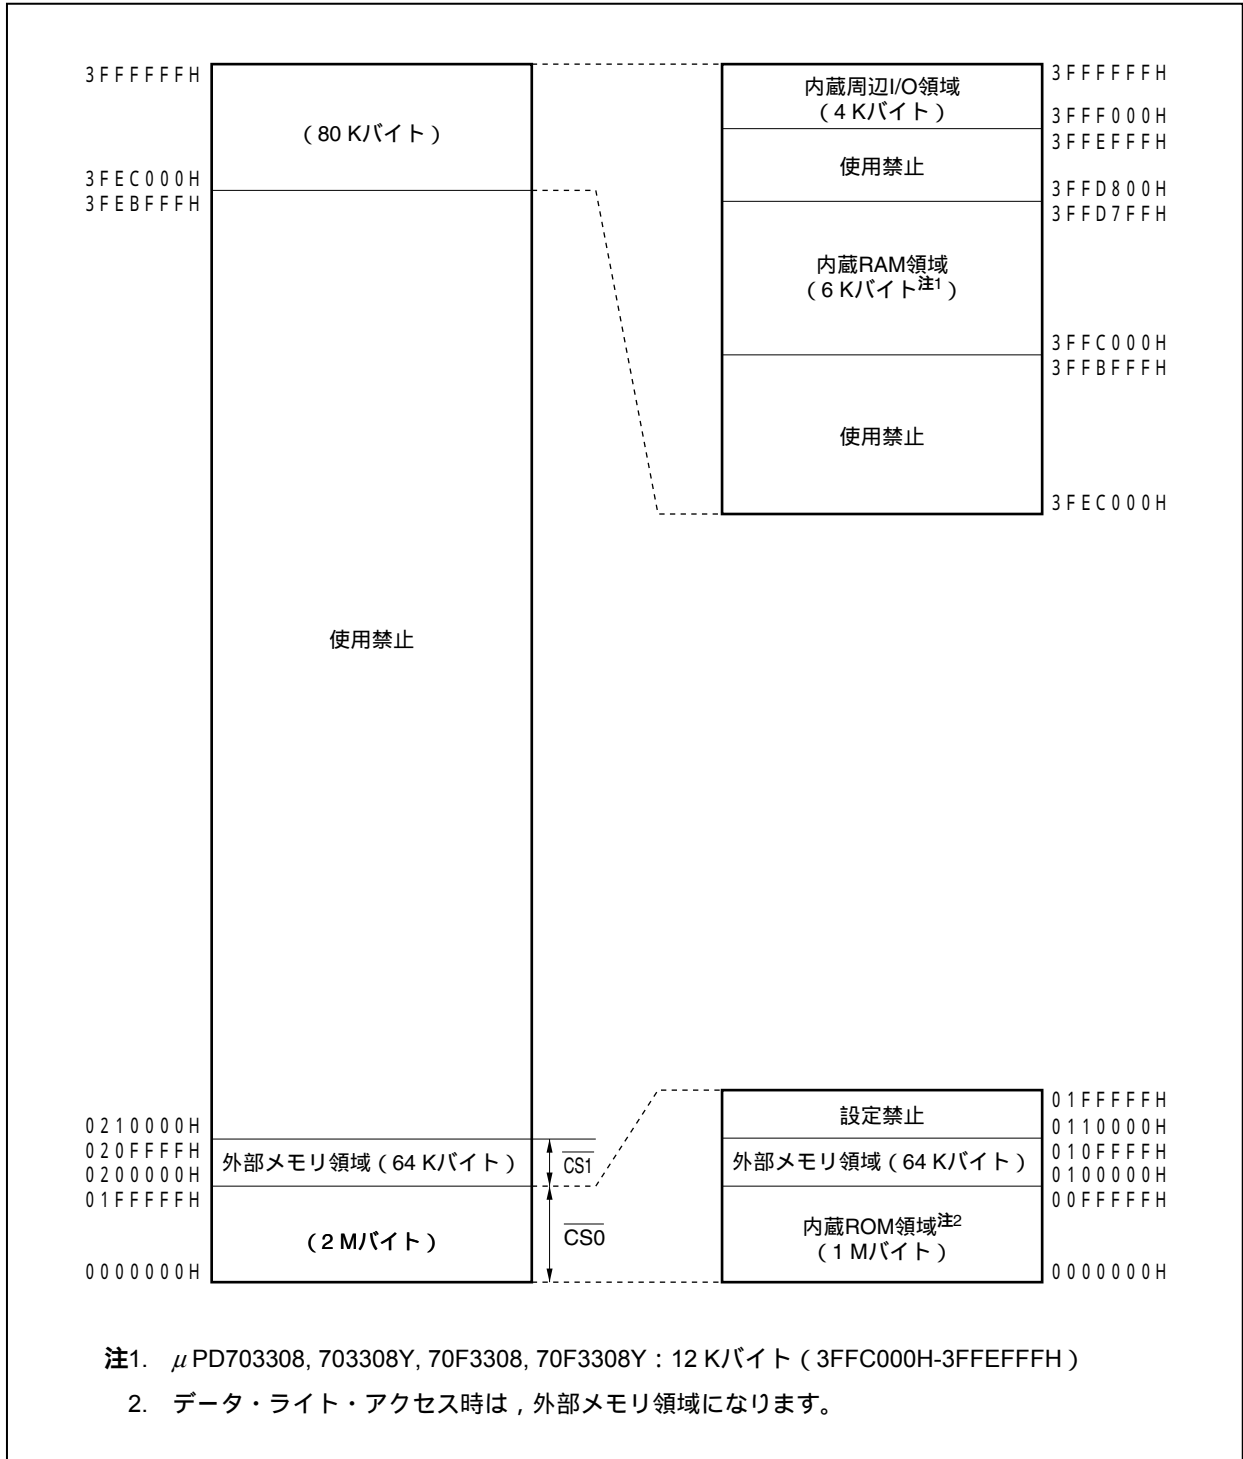 3FFFFFFH
(80 Kバイト)
3FEC000H
3FEBFFFH
使用禁止
0210000H
020FFFFH
外部メモリ領域(64 Kバイト)
0200000H
01FFFFFH
(2 Mバイト)
0000000H
CS1
CS0
内蔵周辺I/O領域
(4 Kバイト)
使用禁止
内蔵RAM領域
(6 Kバイト注1)
使用禁止
3FFFFFFH
3FFF000H
3FFEFFFH
3FFD800H
3FFD7FFH
3FFC000H
3FFBFFFH
3FEC000H
設定禁止
外部メモリ領域(64 Kバイト)
内蔵ROM領域注2
(1 Mバイト)
01FFFFFH
0110000H
010FFFFH
0100000H
00FFFFFH
0000000H
注1. μPD703308, 703308Y, 70F3308, 70F3308Y:12 Kバイト(3FFC000H-3FFEFFFH)
2. データ・ライト・アクセス時は,外部メモリ領域になります。